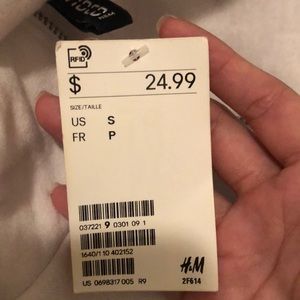 RFID
$ 24.99
SIZE/TAILLE
US S
FR P
037221 9 0301 09 1
1640/110 402152
H&M
US 0698317 005 R9
2F614